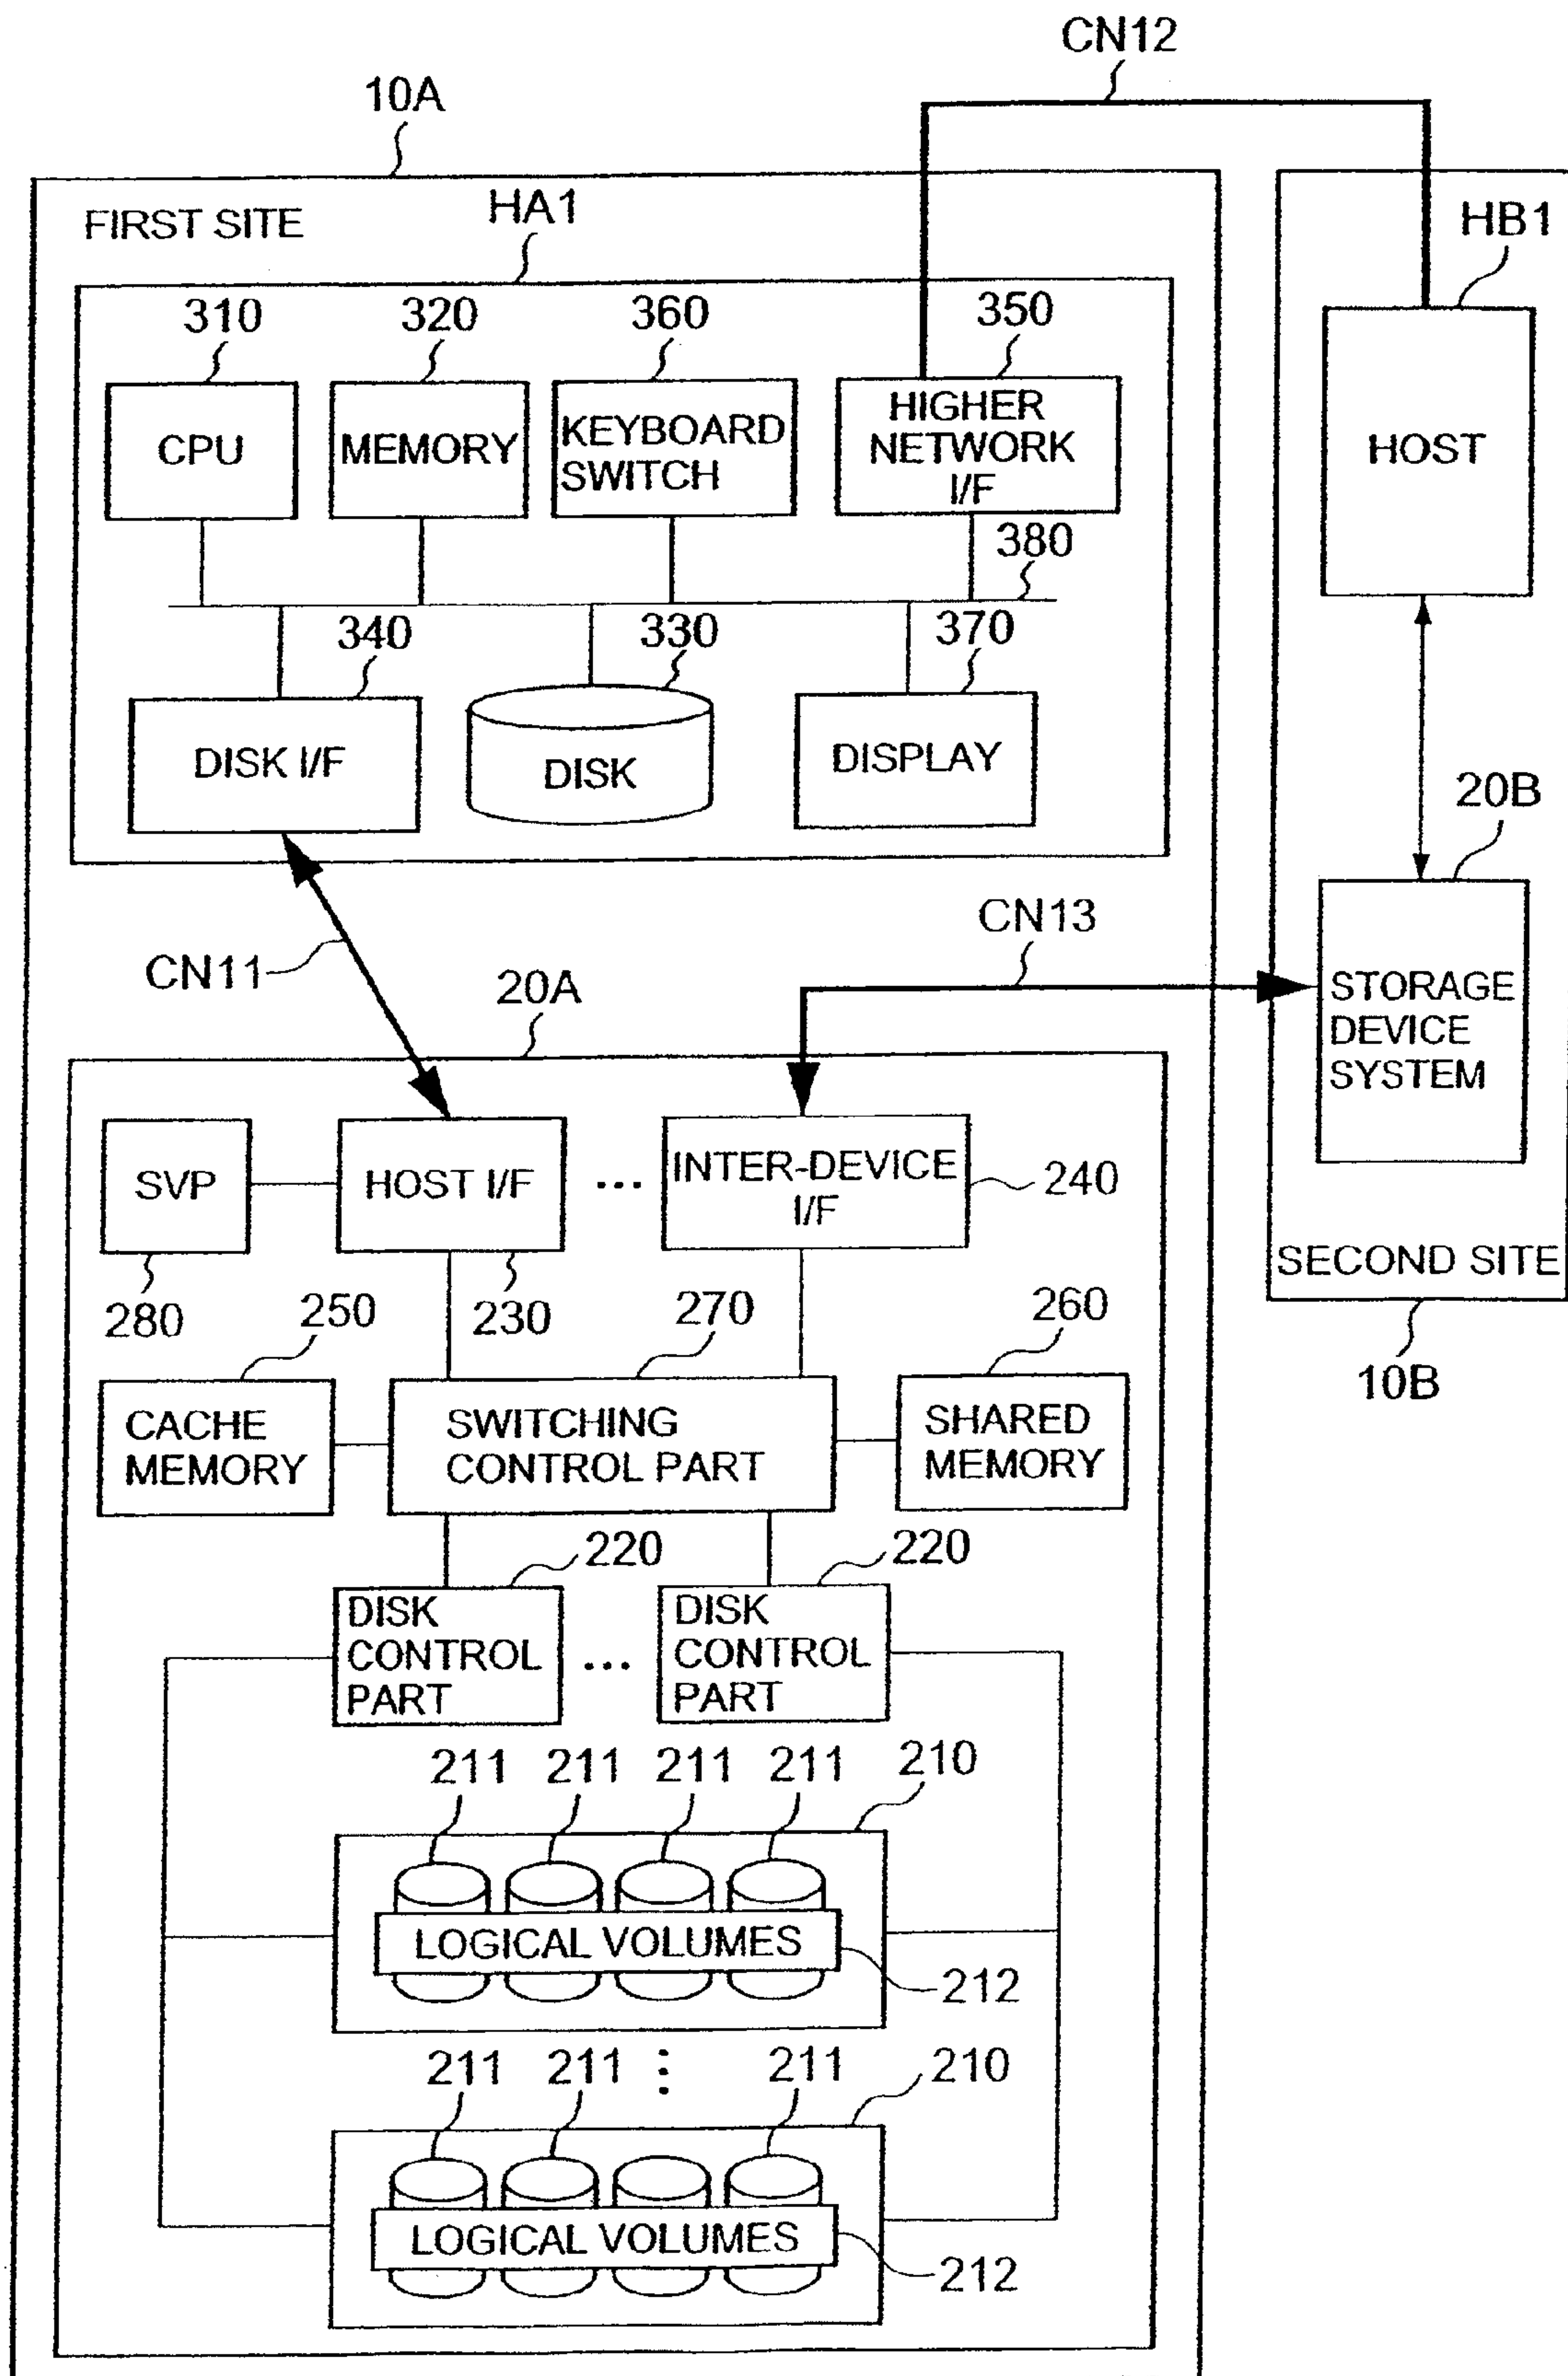 CN12
10A
FIRST SITE
HA1
HB1
310
320
360
350
CPU
MEMORY
KEYBOARD
SWITCH
HIGHER
NETWORK
I/F
HOST
380
340
330
370
DISK I/F
DISK
DISPLAY
20B
CN11
CN13
20A
STORAGE
DEVICE
SYSTEM
SVP
HOST I/F
...
INTER-DEVICE
I/F
240
SECOND SITE
280
250
230
270
260
10B
CACHE
MEMORY
SWITCHING
CONTROL PART
SHARED
MEMORY
220
220
DISK
CONTROL
PART
...
DISK
CONTROL
PART
211
211
211
211
210
LOGICAL VOLUMES
212
211
211
211
210
LOGICAL VOLUMES
212